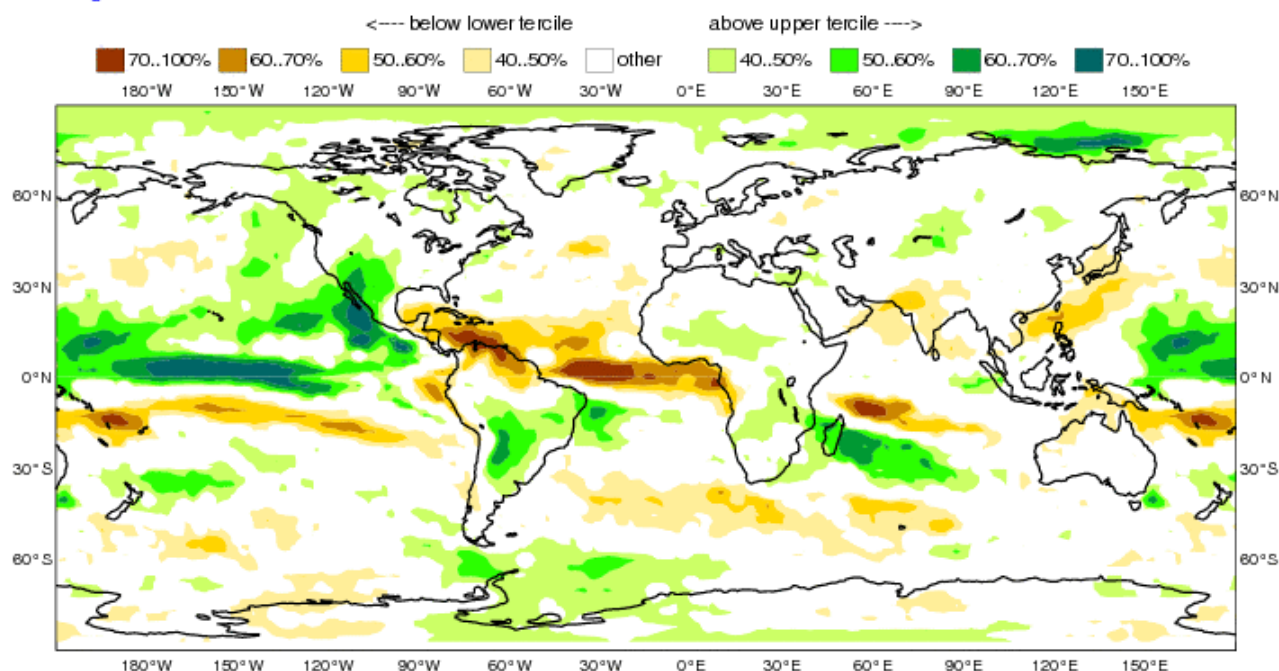 <---- below lower tercile above upper tercile ---->
70..100% 60..70% 50..60% 40..50% other 40..50% 50..60% 60..70% 70..100%
180°W 150°W 120°W 90°W 60°W 30°W 0°E 30°E 60°E 90°E 120°E 150°E
60°N 60°N
30°N 30°N
0°N 0°N
30°S 30°S
60°S 60°S
180°W 150°W 120°W 90°W 60°W 30°W 0°E 30°E 60°E 90°E 120°E 150°E